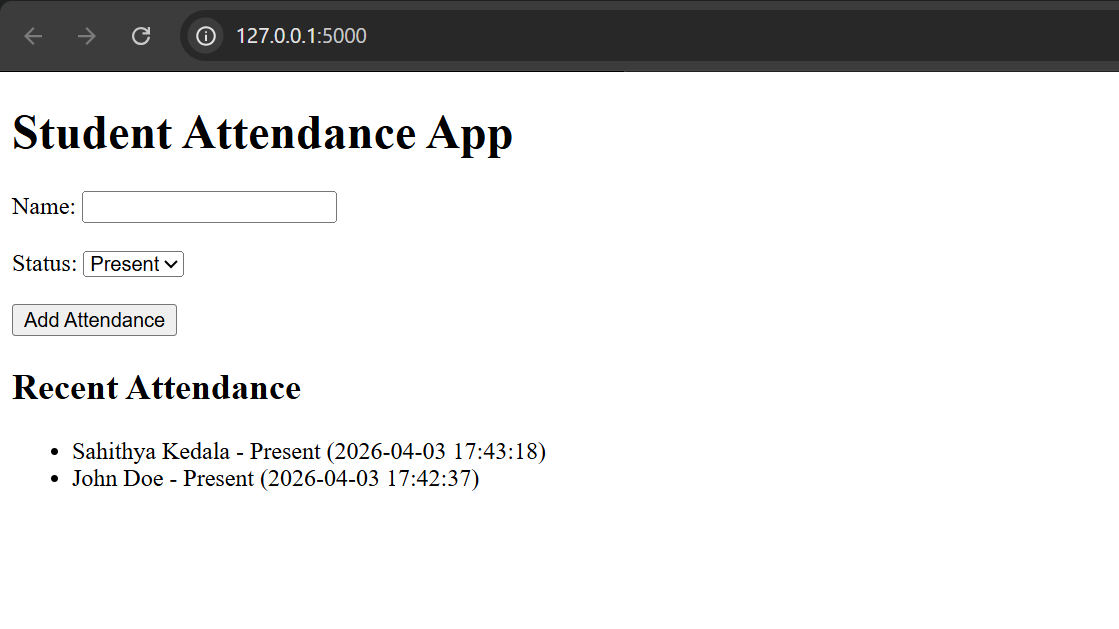 127.0.0.1:5000
Student Attendance App
Name:
Status: Present
Add Attendance
Recent Attendance
• Sahithya Kedala - Present (2026-04-03 17:43:18)
• John Doe - Present (2026-04-03 17:42:37)